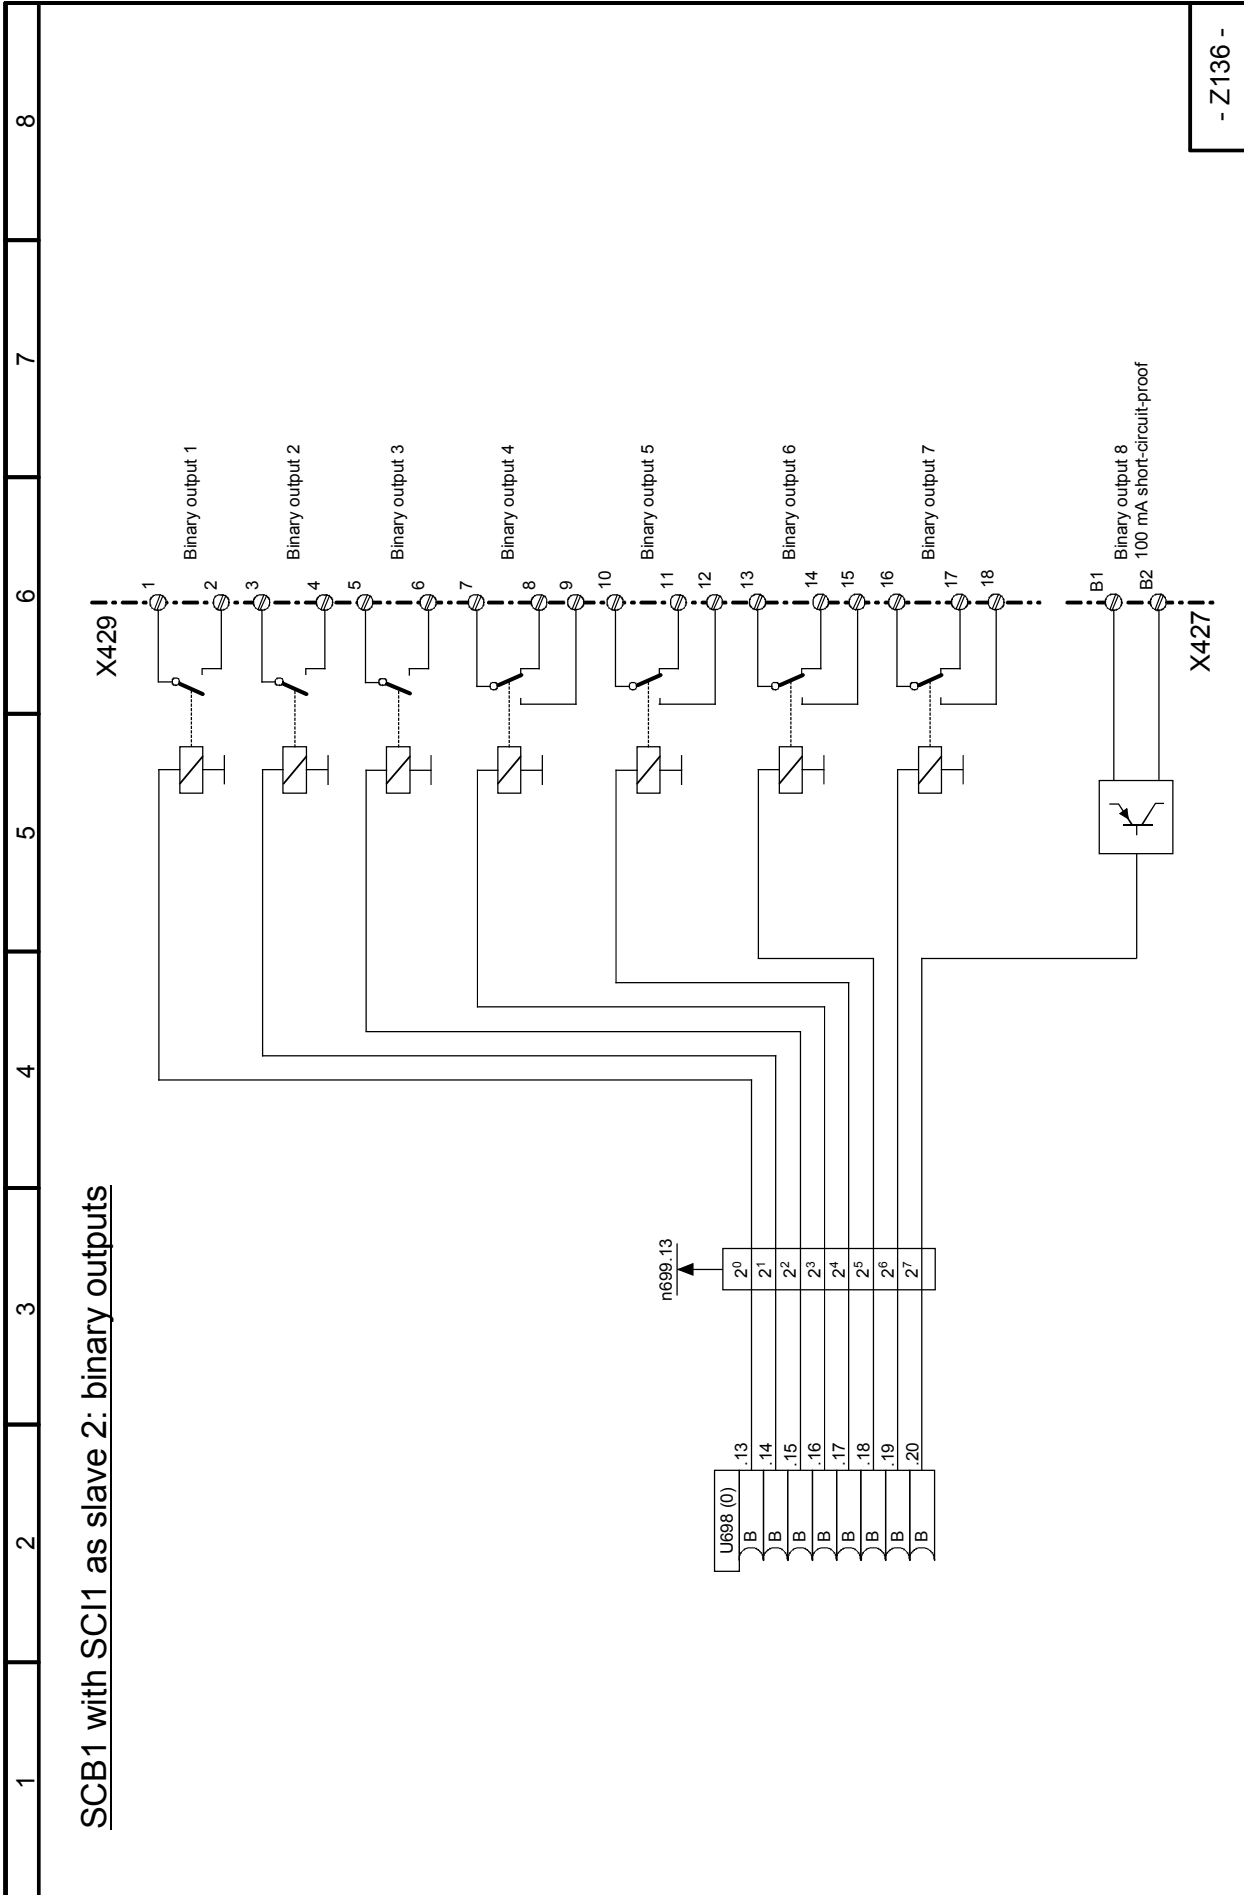 SCB1 with SCI1 as slave 2: binary outputs
U698 (0)
B .13
B .14
B .15
B .16
B .17
B .18
B .19
B .20
n699.13
2⁰
2¹
2²
2³
2⁴
2⁵
2⁶
2⁷
X429
1
Binary output 1
2
3
Binary output 2
4
5
Binary output 3
6
7
Binary output 4
8
9
10
Binary output 5
11
12
13
Binary output 6
14
15
16
Binary output 7
17
18
B1
Binary output 8
100 mA short-circuit-proof
B2
X427
1 2 3 4 5 6 7 8
- Z136 -